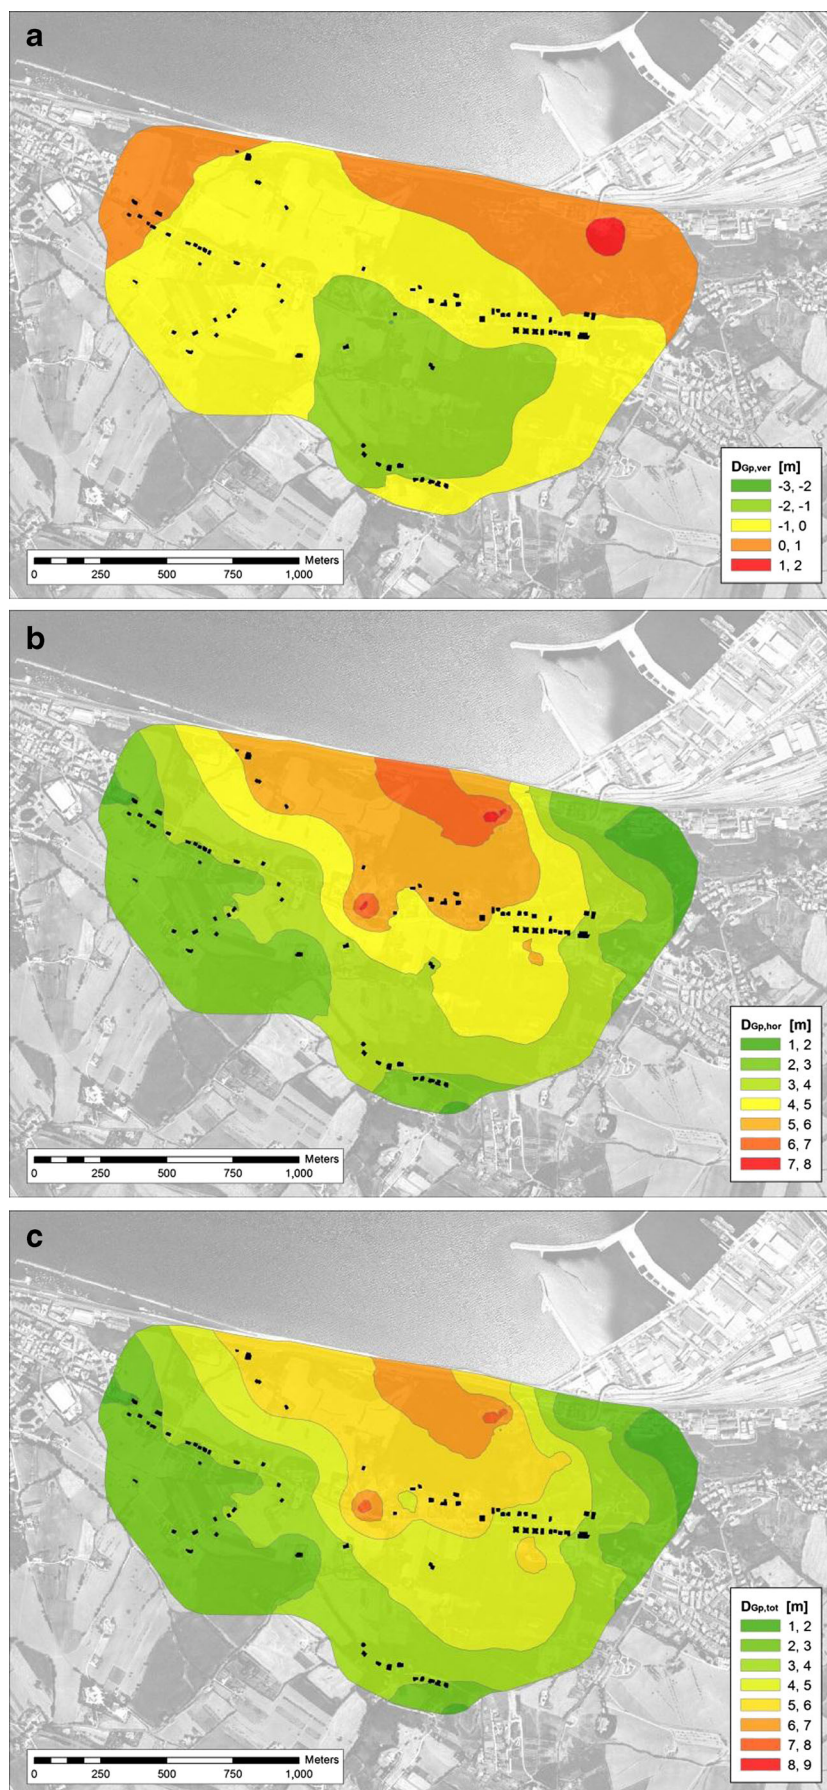 a
DGp,ver [m]
-3, -2
-2, -1
-1, 0
0, 1
1, 2
Meters
0 250 500 750 1,000
b
DGp,hor [m]
1, 2
2, 3
3, 4
4, 5
5, 6
6, 7
7, 8
Meters
0 250 500 750 1,000
c
DGp,tot [m]
1, 2
2, 3
3, 4
4, 5
5, 6
6, 7
7, 8
8, 9
Meters
0 250 500 750 1,000